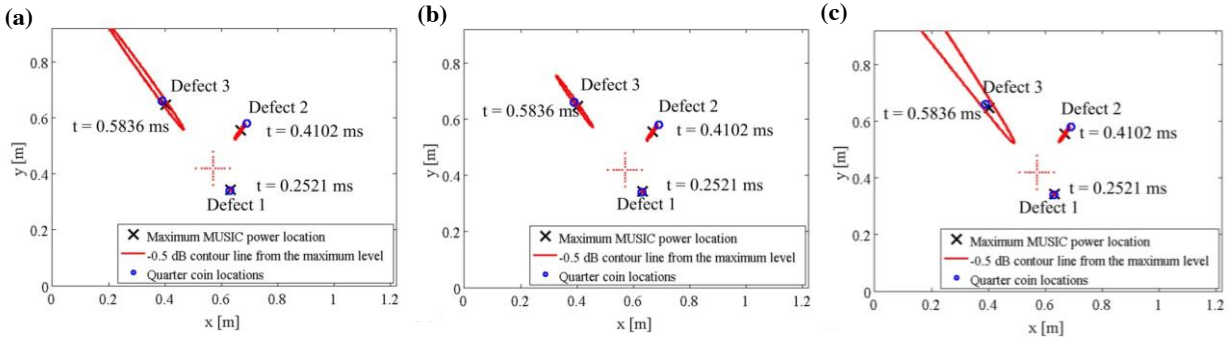 (a)
0.8
0.6
0.4
0.2
0
y [m]
Defect 3
Defect 2
t = 0.5836 ms
t = 0.4102 ms
t = 0.2521 ms
Defect 1
Maximum MUSIC power location
-0.5 dB contour line from the maximum level
Quarter coin locations
0 0.2 0.4 0.6 0.8 1 1.2
x [m]
(b)
0.8
0.6
0.4
0.2
0
y [m]
Defect 3
Defect 2
t = 0.5836 ms
t = 0.4102 ms
t = 0.2521 ms
Defect 1
Maximum MUSIC power location
-0.5 dB contour line from the maximum level
Quarter coin locations
0 0.2 0.4 0.6 0.8 1 1.2
x [m]
(c)
0.8
0.6
0.4
0.2
0
y [m]
Defect 3
Defect 2
t = 0.5836 ms
t = 0.4102 ms
t = 0.2521 ms
Defect 1
Maximum MUSIC power location
-0.5 dB contour line from the maximum level
Quarter coin locations
0 0.2 0.4 0.6 0.8 1 1.2
x [m]